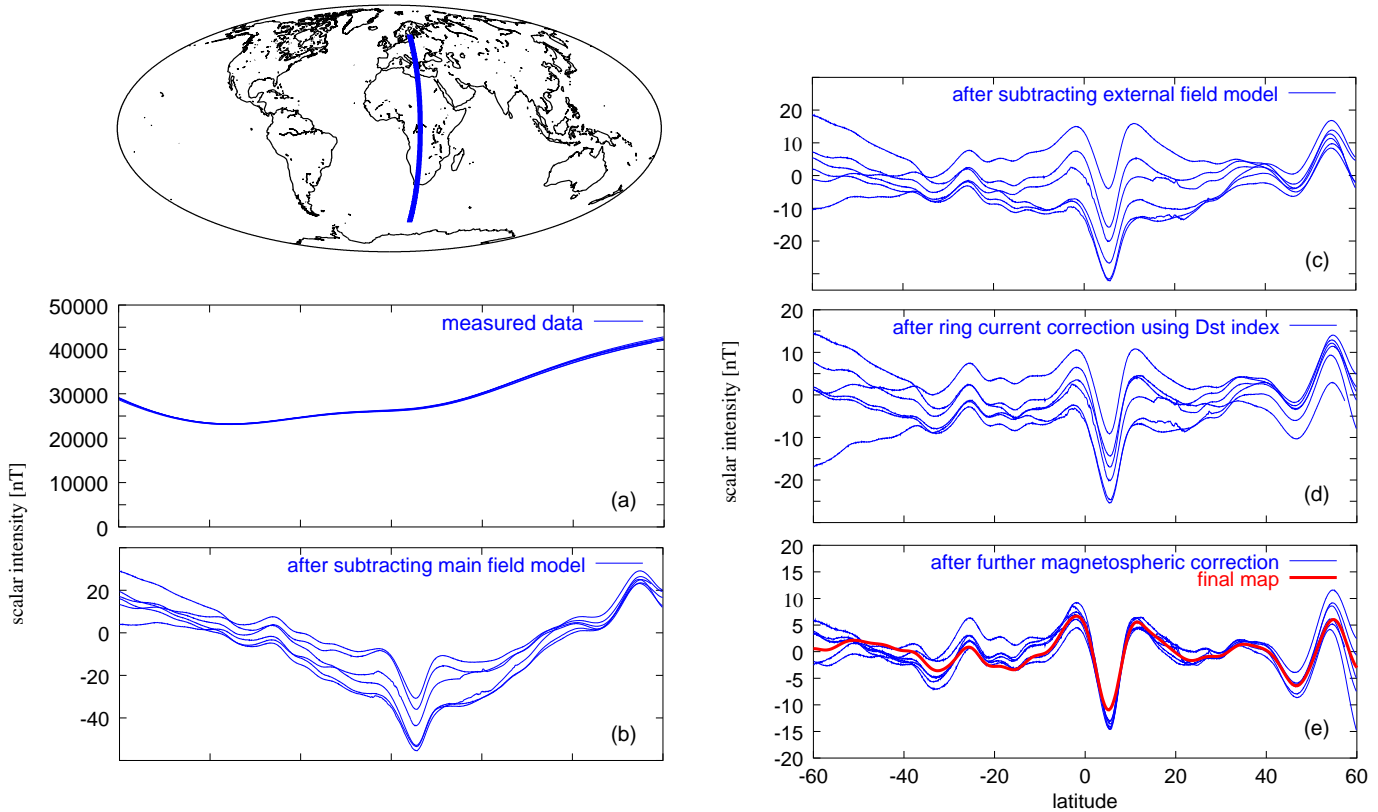 scalar intensity [nT]
50000
measured data
40000
30000
20000
10000
(a)
0
after subtracting main field model
20
0
-20
-40
(b)
after subtracting external field model
20
10
0
-10
-20
(c)
scalar intensity [nT]
20
after ring current correction using Dst index
10
0
-10
-20
(d)
20
after further magnetospheric correction
15
final map
10
5
0
-5
-10
-15
(e)
-20
-60 -40 -20 0 20 40 60
latitude